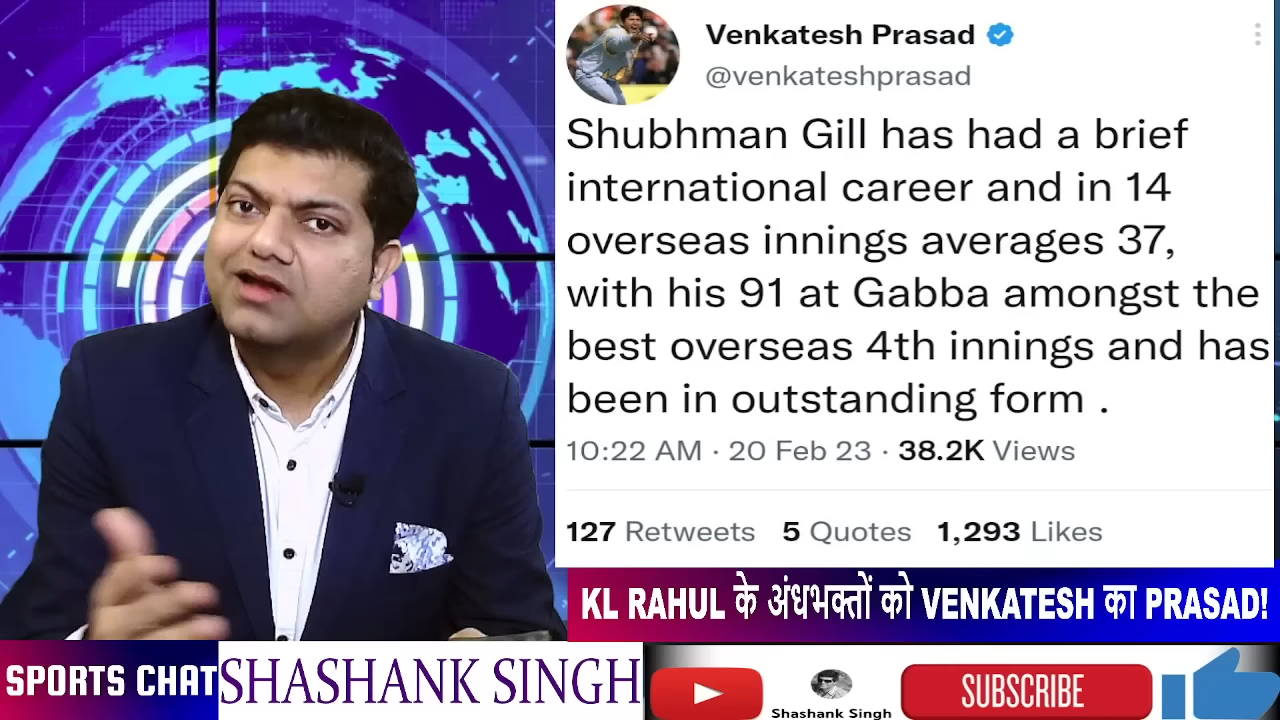 Venkatesh Prasad
@venkateshprasad
Shubhman Gill has had a brief
international career and in 14
overseas innings averages 37,
with his 91 at Gabba amongst the
best overseas 4th innings and has
been in outstanding form .
10:22 AM · 20 Feb 23 · 38.2K Views
127 Retweets 5 Quotes 1,293 Likes
KL RAHUL के अंधभक्तों को VENKATESH का PRASAD!
SPORTS CHAT SHASHANK SINGH
Shashank Singh
SUBSCRIBE